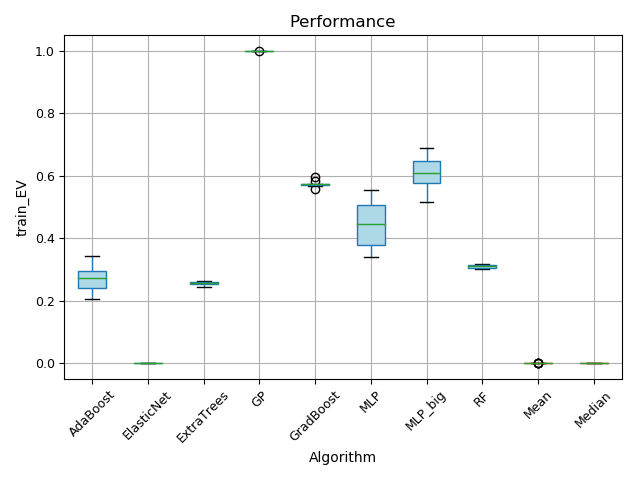 Performance
train_EV
1.0
0.8
0.6
0.4
0.2
0.0
AdaBoost
ElasticNet
ExtraTrees
GP
GradBoost
MLP
MLP_big
RF
Mean
Median
Algorithm